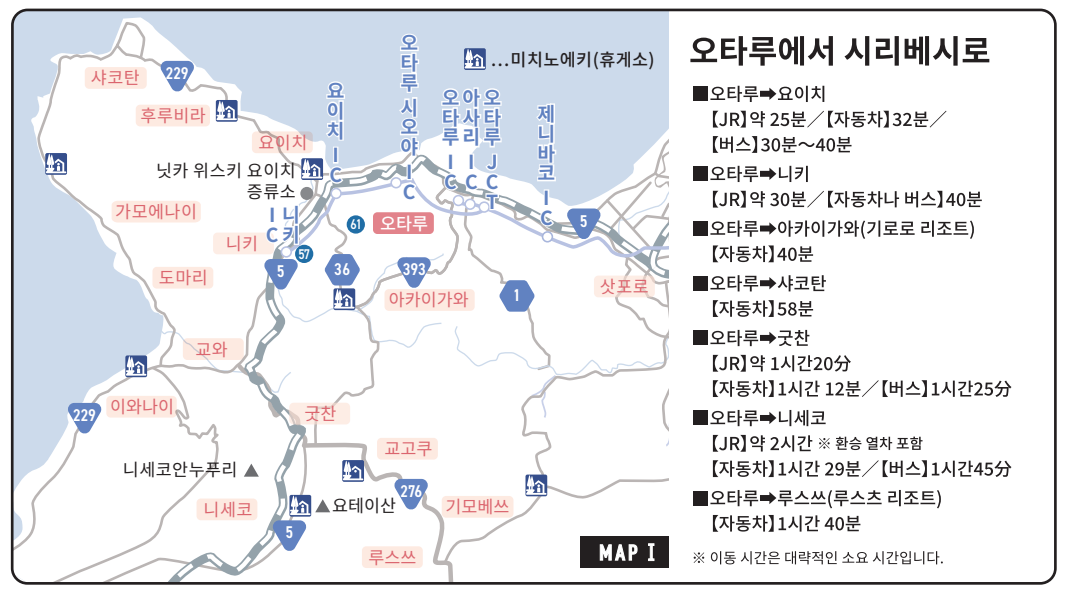 …미치노에키(휴게소)
오타루 시오야 IC
요이치 IC
오타루 IC
아사리 IC
오타루 JCT
제니바코 IC
니키 IC
샤코탄
229
후루비라
요이치
닛카 위스키 요이치
증류소
가모에나이
니키
61
오타루
57
5
36
393
5
1
삿포로
도마리
아카이가와
교와
229
이와나이
굿찬
교고쿠
니세코안누푸리
276
니세코
요테이산
기모베쓰
5
루스쓰
MAP I
오타루에서 시리베시로
■오타루➡요이치
【JR】약 25분／【자동차】32분／
【버스】30분〜40분
■오타루➡니키
【JR】약 30분／【자동차나 버스】40분
■오타루➡아카이가와(기로로 리조트)
【자동차】40분
■오타루➡샤코탄
【자동차】58분
■오타루➡굿찬
【JR】약 1시간20分
【자동차】1시간 12분／【버스】1시간25分
■오타루➡니세코
【JR】약 2시간 ※ 환승 열차 포함
【자동차】1시간 29분／【버스】1시간45分
■오타루➡루스쓰(루스츠 리조트)
【자동차】1시간 40분
※ 이동 시간은 대략적인 소요 시간입니다.